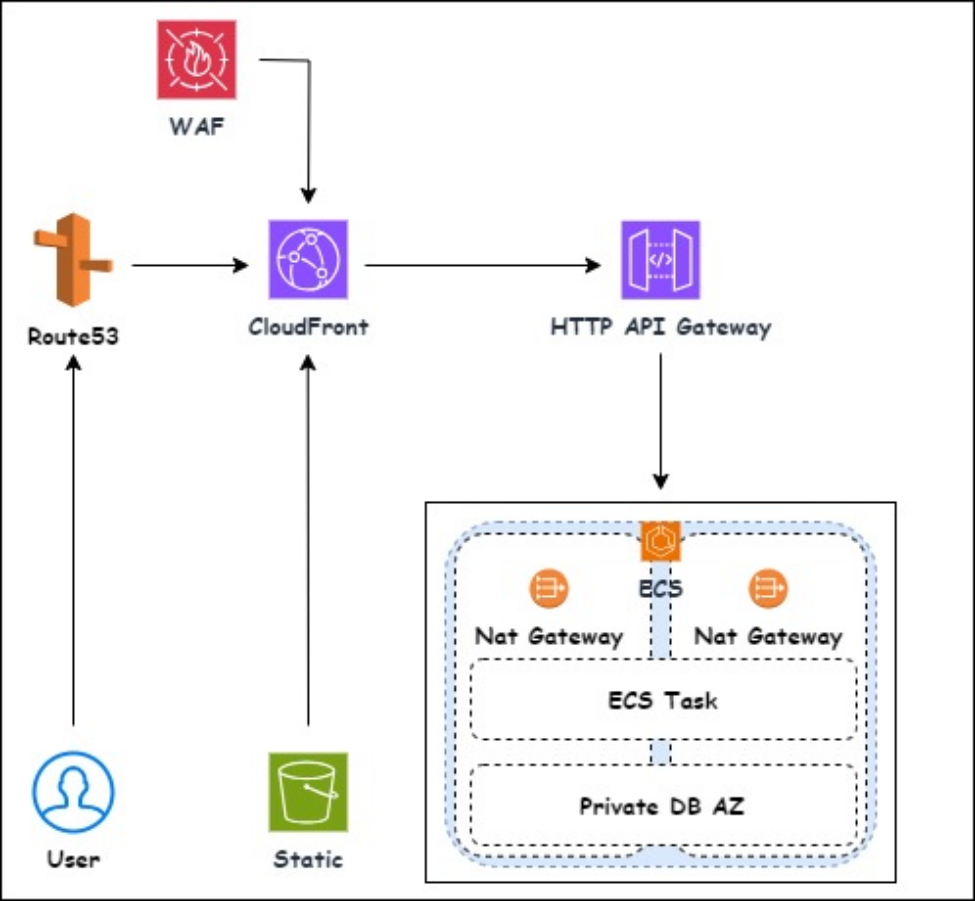 WAF
Route53
CloudFront
HTTP API Gateway
</>
ECS
Nat Gateway
Nat Gateway
ECS Task
Private DB AZ
User
Static